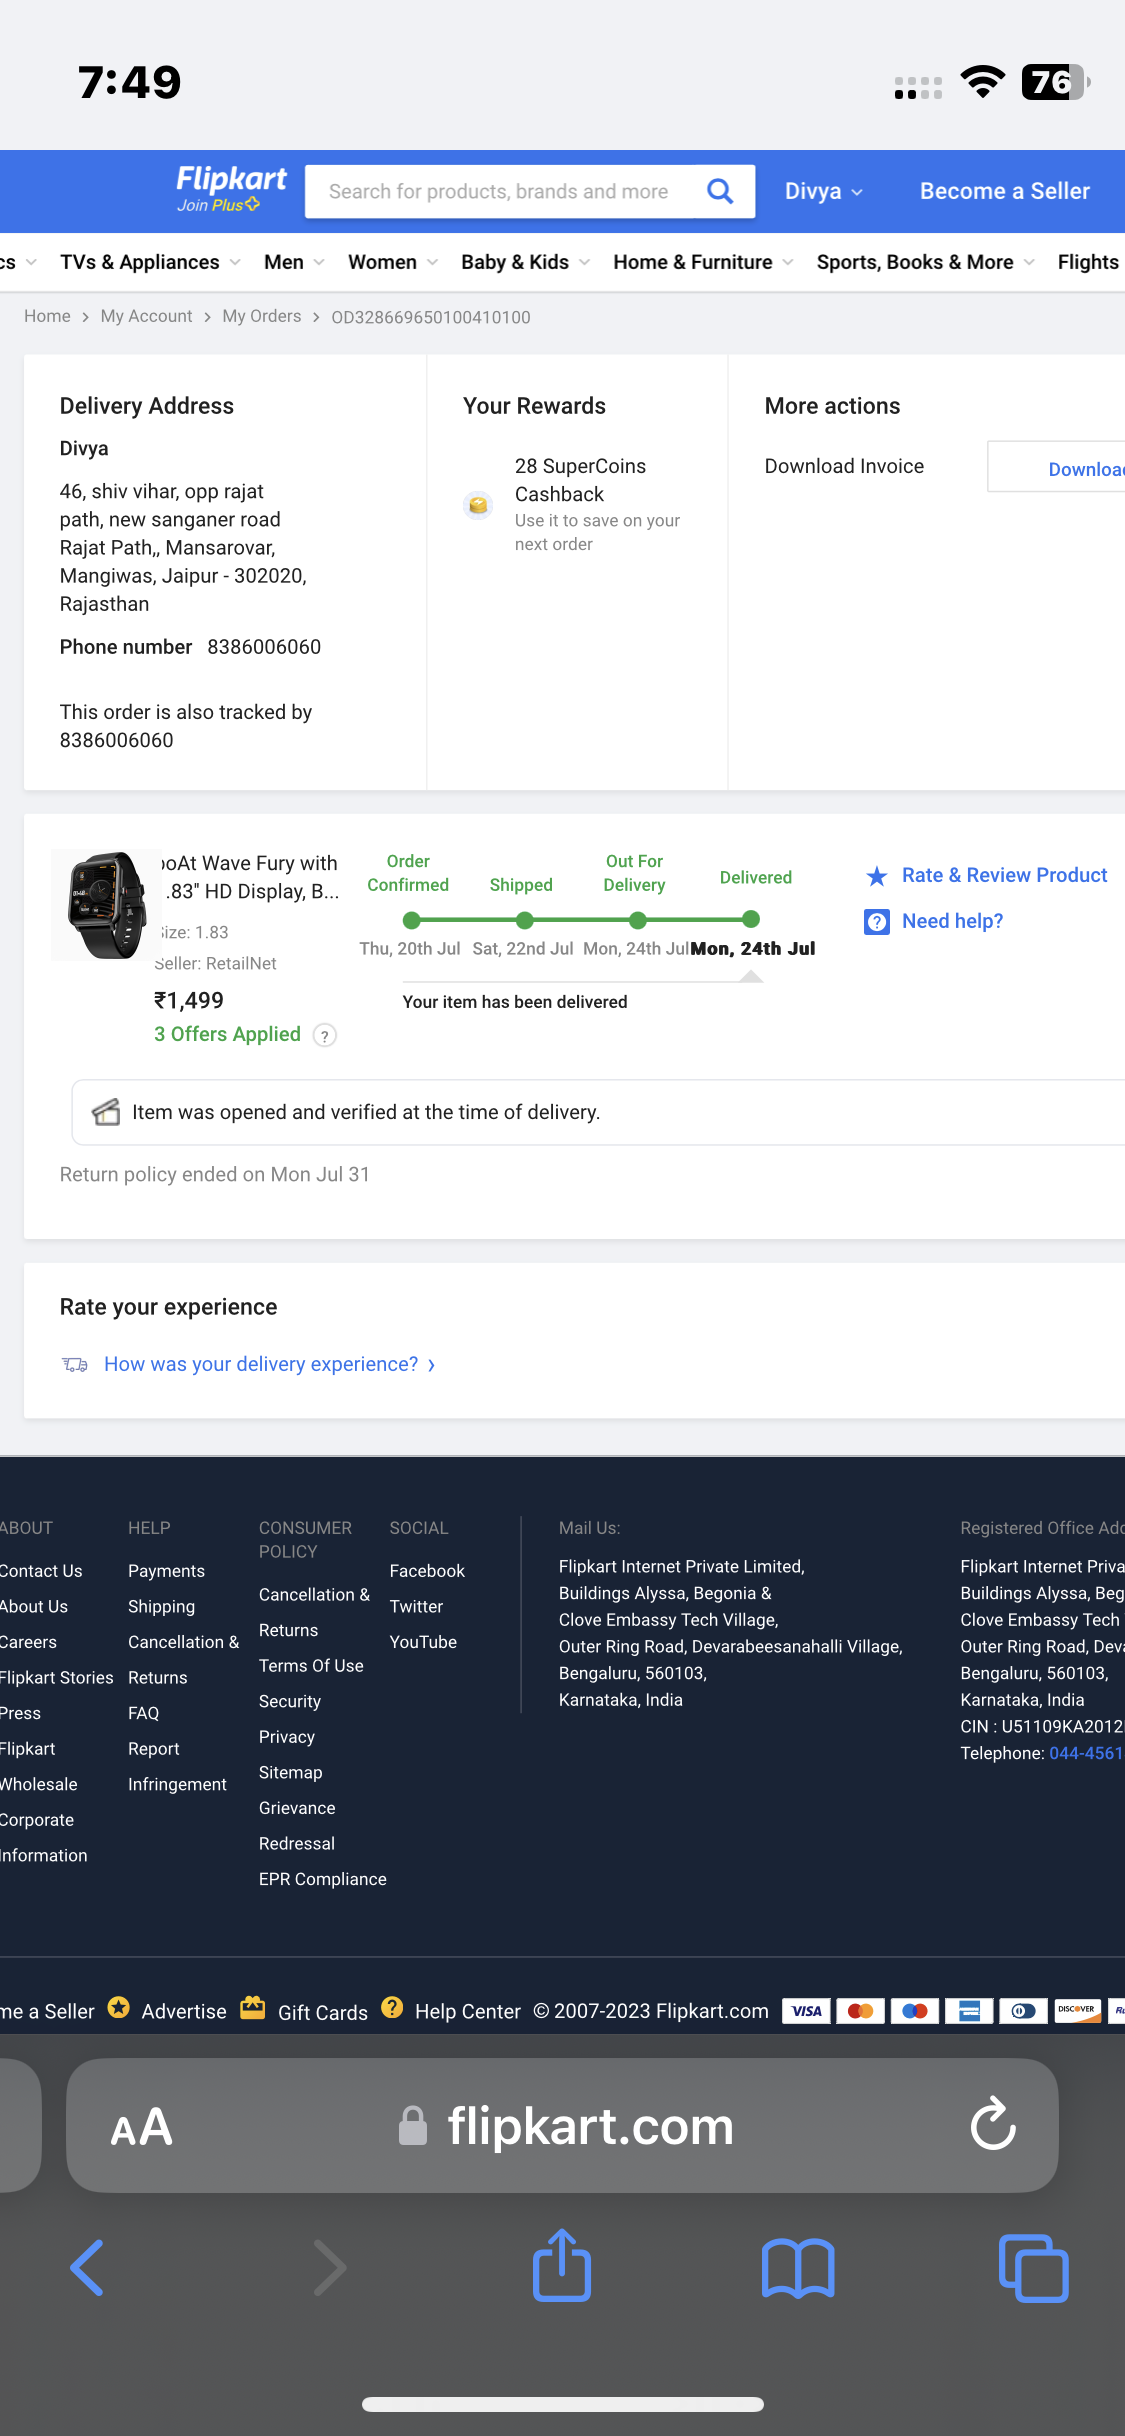 7:49
76
Flipkart
Join Plus
Search for products, brands and more
Divya
Become a Seller
cs
TVs & Appliances
Men
Women
Baby & Kids
Home & Furniture
Sports, Books & More
Flights
Home > My Account > My Orders > OD328669650100410100
Delivery Address
Divya
46, shiv vihar, opp rajat
path, new sanganer road
Rajat Path,, Mansarovar,
Mangiwas, Jaipur - 302020,
Rajasthan
Phone number 8386006060
This order is also tracked by
8386006060
Your Rewards
28 SuperCoins
Cashback
Use it to save on your
next order
More actions
Download Invoice
Downloa
oAt Wave Fury with
.83" HD Display, B...
Size: 1.83
Seller: RetailNet
₹1,499
3 Offers Applied ?
Order
Confirmed
Shipped
Out For
Delivery
Delivered
Thu, 20th Jul
Sat, 22nd Jul
Mon, 24th Jul
Mon, 24th Jul
Your item has been delivered
Rate & Review Product
Need help?
Item was opened and verified at the time of delivery.
Return policy ended on Mon Jul 31
Rate your experience
How was your delivery experience? >
ABOUT
Contact Us
About Us
Careers
Flipkart Stories
Press
Flipkart
Wholesale
Corporate
Information
HELP
Payments
Shipping
Cancellation &
Returns
FAQ
Report
Infringement
CONSUMER
POLICY
Cancellation &
Returns
Terms Of Use
Security
Privacy
Sitemap
Grievance
Redressal
EPR Compliance
SOCIAL
Facebook
Twitter
YouTube
Mail Us:
Flipkart Internet Private Limited,
Buildings Alyssa, Begonia &
Clove Embassy Tech Village,
Outer Ring Road, Devarabeesanahalli Village,
Bengaluru, 560103,
Karnataka, India
Registered Office Add
Flipkart Internet Priva
Buildings Alyssa, Beg
Clove Embassy Tech
Outer Ring Road, Deva
Bengaluru, 560103,
Karnataka, India
CIN : U51109KA2012
Telephone: 044-4561
me a Seller
Advertise
Gift Cards
Help Center
© 2007-2023 Flipkart.com
VISA
DISCOVER
AA
flipkart.com